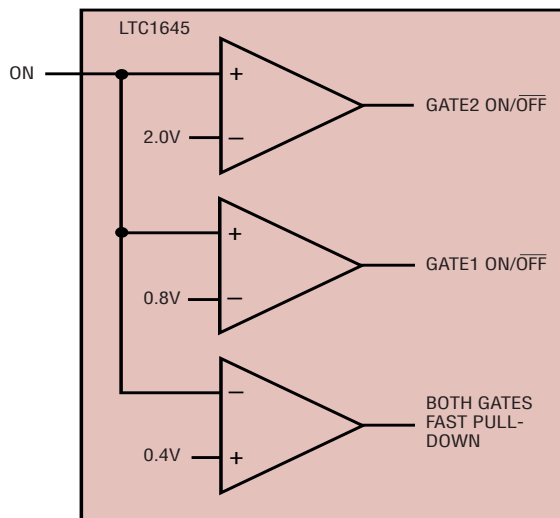 LTC1645
ON
+
GATE2 ON/OFF
2.0V
−
+
GATE1 ON/OFF
0.8V
−
−
BOTH GATES
FAST PULL-
DOWN
0.4V
+